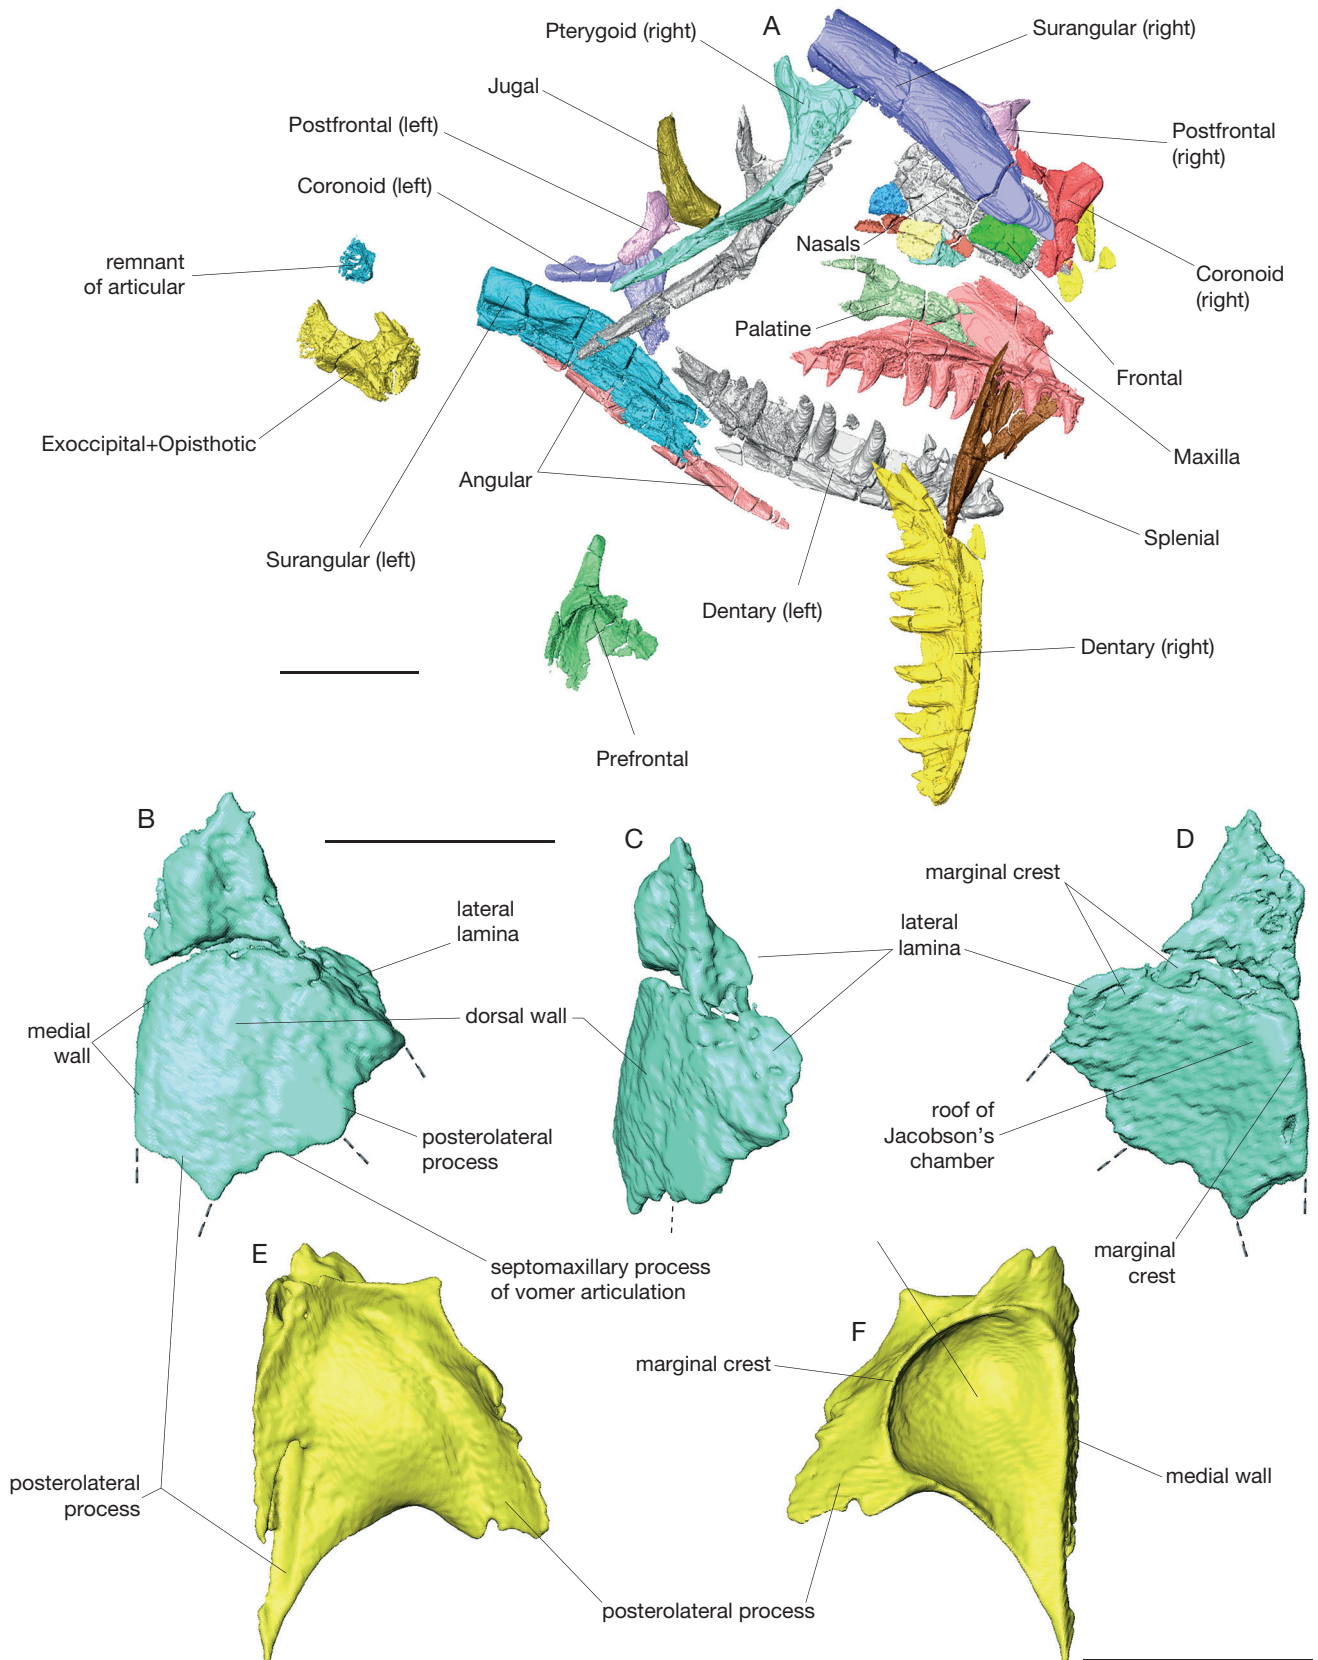 A
Pterygoid (right)
Surangular (right)
Jugal
Postfrontal (left)
Postfrontal
(right)
Coronoid (left)
remnant
of articular
Nasals
Coronoid
(right)
Palatine
Frontal
Exoccipital+Opisthotic
Maxilla
Angular
Splenial
Surangular (left)
Dentary (left)
Dentary (right)
Prefrontal
B
C
D
marginal crest
lateral
lamina
lateral
lamina
medial
wall
dorsal wall
roof of
Jacobson's
chamber
posterolateral
process
marginal
crest
septomaxillary process
of vomer articulation
E
F
marginal crest
medial wall
posterolateral
process
posterolateral process